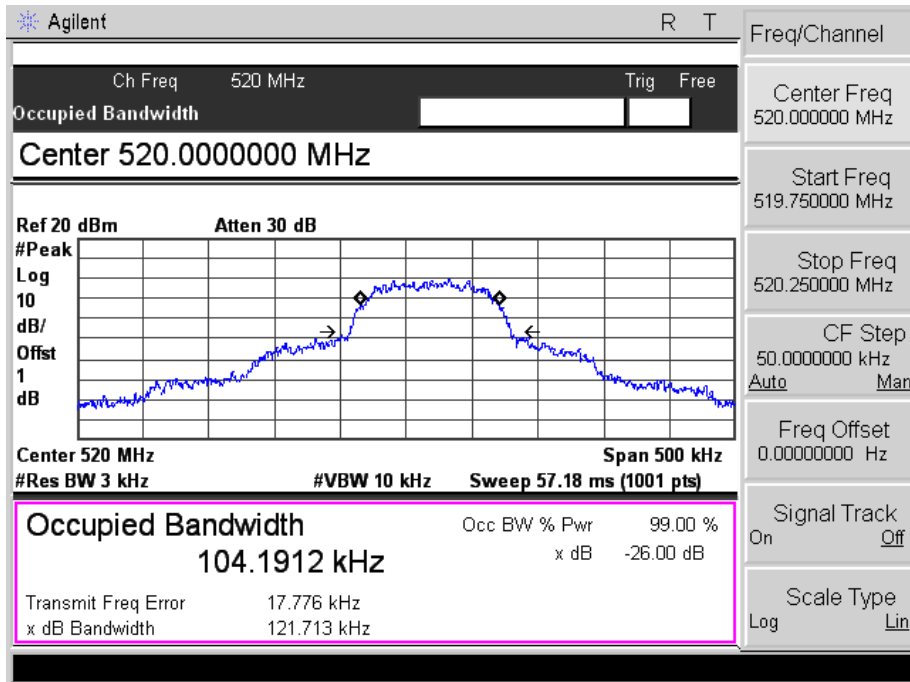 Agilent R T
Ch Freq 520 MHz Trig Free
Occupied Bandwidth
Center 520.0000000 MHz
Ref 20 dBm Atten 30 dB
#Peak
Log
10
dB/
Offst
1
dB
Center 520 MHz Span 500 kHz
#Res BW 3 kHz #VBW 10 kHz Sweep 57.18 ms (1001 pts)
Occupied Bandwidth
104.1912 kHz
Occ BW % Pwr 99.00 %
x dB -26.00 dB
Transmit Freq Error 17.776 kHz
x dB Bandwidth 121.713 kHz
Freq/Channel
Center Freq
520.000000 MHz
Start Freq
519.750000 MHz
Stop Freq
520.250000 MHz
CF Step
50.0000000 kHz
Auto Man
Freq Offset
0.00000000 Hz
Signal Track
On Off
Scale Type
Log Lin